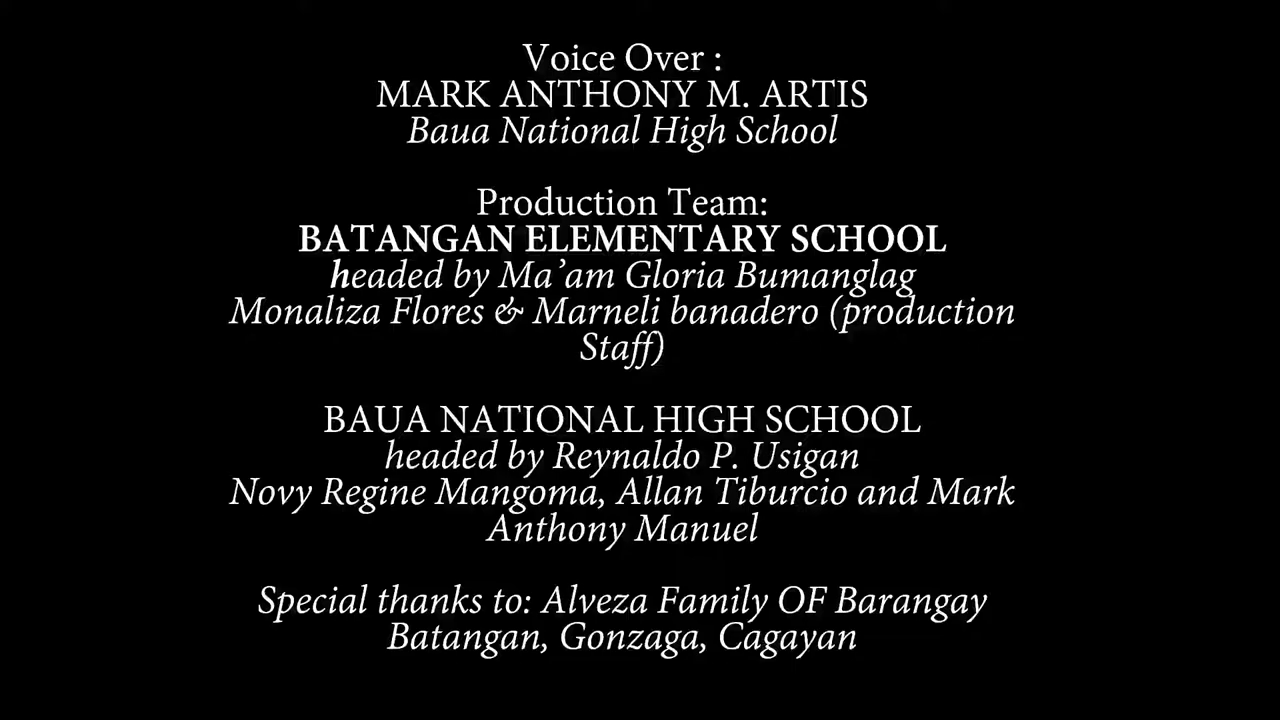 Voice Over :
MARK ANTHONY M. ARTIS
Baua National High School
Production Team:
BATANGAN ELEMENTARY SCHOOL
headed by Ma’am Gloria Bumanglag
Monaliza Flores & Marneli banadero (production
Staff)
BAUA NATIONAL HIGH SCHOOL
headed by Reynaldo P. Usigan
Novy Regine Mangoma, Allan Tiburcio and Mark
Anthony Manuel
Special thanks to: Alveza Family OF Barangay
Batangan, Gonzaga, Cagayan